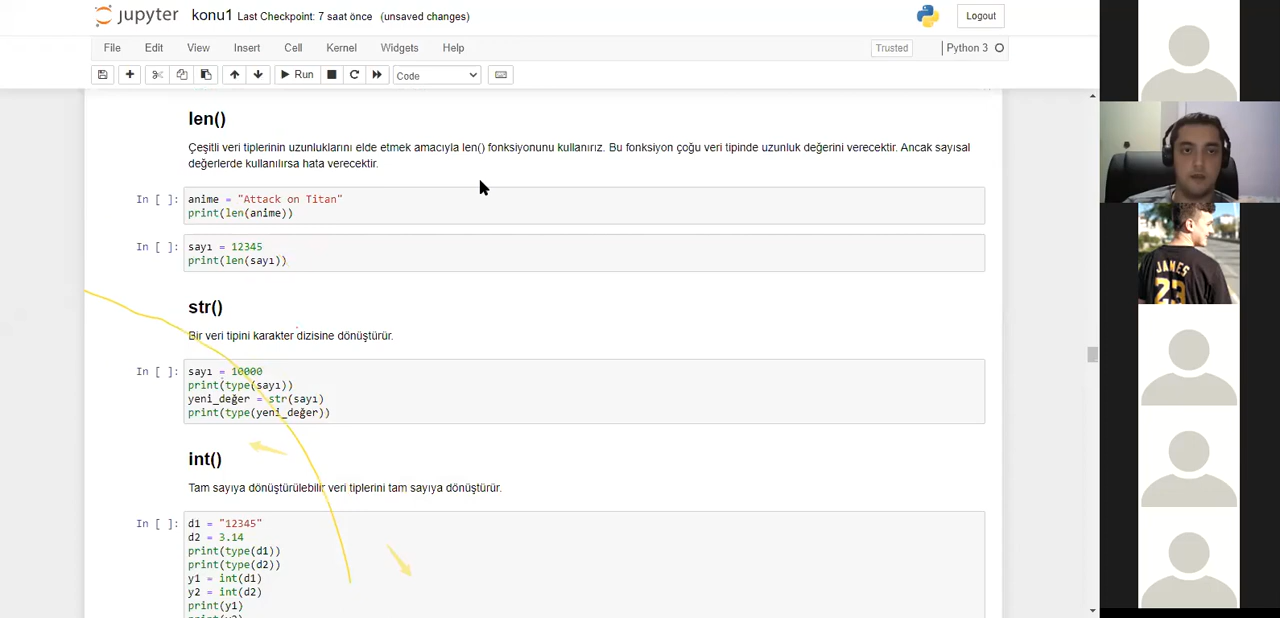 jupyter konu1 Last Checkpoint: 7 saat önce (unsaved changes) Logout
File Edit View Insert Cell Kernel Widgets Help Trusted Python 3
Run Code
len()
Çeşitli veri tiplerinin uzunluklarını elde etmek amacıyla len() fonksiyonunu kullanırız. Bu fonksiyon çoğu veri tipinde uzunluk değerini verecektir. Ancak sayısal
değerlerde kullanılırsa hata verecektir.
In [ ]: anime = "Attack on Titan"
print(len(anime))
In [ ]: sayı = 12345
print(len(sayı))
str()
Bir veri tipini karakter dizisine dönüştürür.
In [ ]: sayı = 10000
print(type(sayı))
yeni_değer = str(sayı)
print(type(yeni_değer))
int()
Tam sayıya dönüştürülebilir veri tiplerini tam sayıya dönüştürür.
In [ ]: d1 = "12345"
d2 = 3.14
print(type(d1))
print(type(d2))
y1 = int(d1)
y2 = int(d2)
print(y1)
JAMES
23